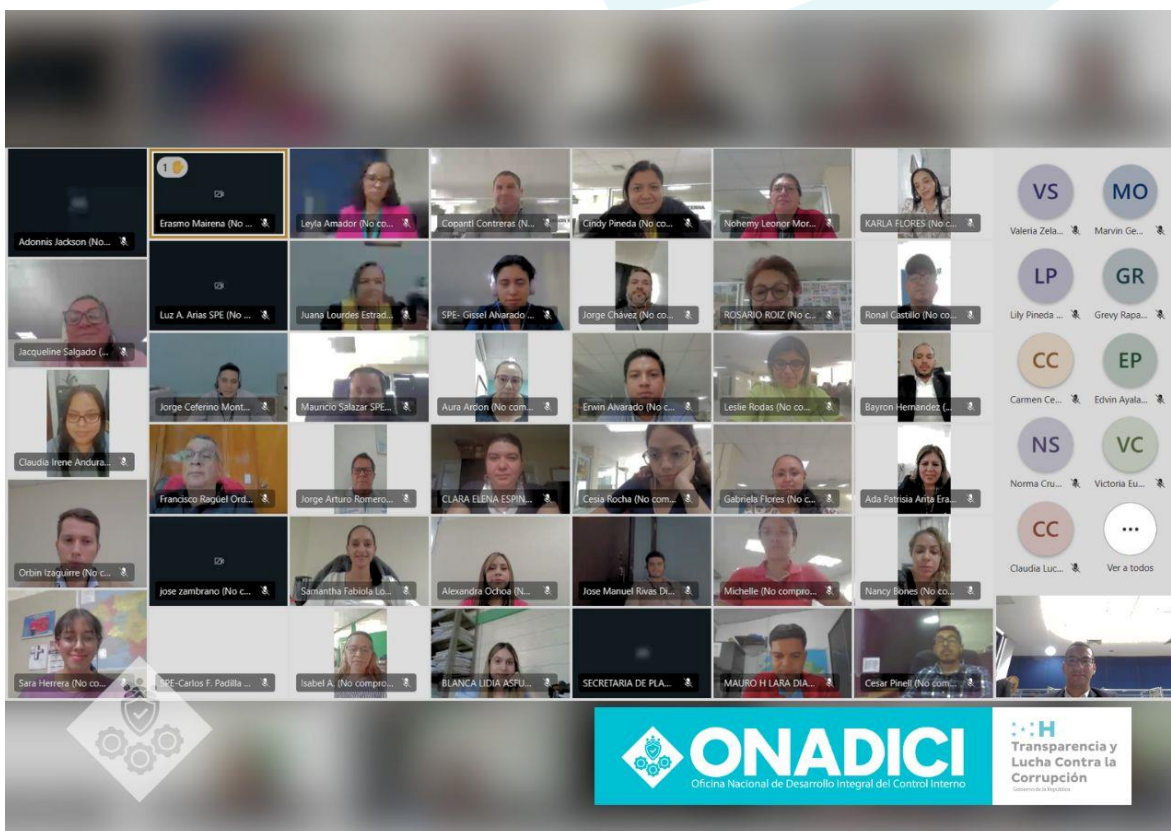 1
Adonnis Jackson (No...
Erasmo Mairena (No ...
Leyla Amador (No co...
Copantl Contreras (N...
Cindy Pineda (No co...
Nohemy Leonor Mor...
KARLA FLORES (No c...
VS
MO
Valeria Zela...
Marvin Ge...
Jacqueline Salgado (...
Luz A. Arias SPE (No ...
Juana Lourdes Estrad...
SPE- Gissel Alvarado ...
Jorge Chávez (No co...
ROSARIO ROIZ (No c...
Ronal Castillo (No co...
LP
GR
Lily Pineda ...
Grevy Rapa...
Jorge Ceferino Mont...
Mauricio Salazar SPE...
Aura Ardon (No com...
Erwin Alvarado (No c...
Leslie Rodas (No co...
Bayron Hernandez (...
CC
EP
Carmen Ce...
Edvin Ayala...
Claudia Irene Andura...
Francisco Ragüel Ord...
Jorge Arturo Romero...
CLARA ELENA ESPIN...
Cesia Rocha (No com...
Gabriela Flores (No c...
Ada Patrisia Arita Era...
NS
VC
Norma Cru...
Victoria Eu...
Orbin Izaguirre (No c...
jose zambrano (No c...
Samantha Fabiola Lo...
Alexandra Ochoa (N...
Jose Manuel Rivas Di...
Michelle (No compro...
Nancy Bones (No co...
CC
...
Claudia Luc...
Ver a todos
Sara Herrera (No co...
SPE-Carlos F. Padilla ...
Isabel A. (No compro...
BLANCA LIDIA ASFU...
SECRETARIA DE PLA...
MAURO H LARA DIA...
Cesar Pinell (No com...
ONADICI
Oficina Nacional de Desarrollo Integral del Control Interno
H
Transparencia y
Lucha Contra la
Corrupción
Gobierno de la República